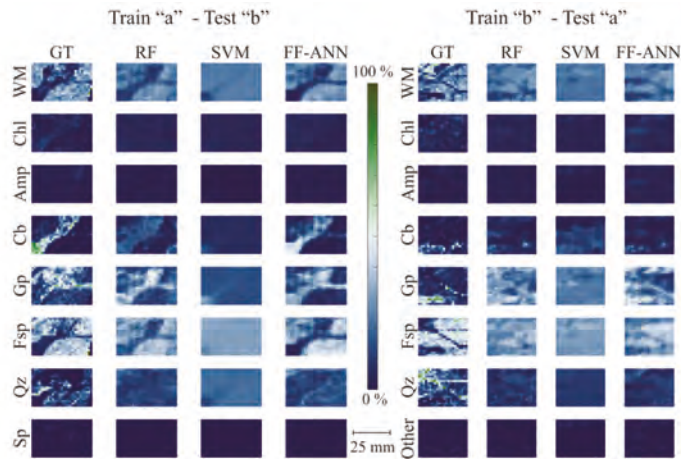 Train “a” - Test “b”
Train “b” - Test “a”
GT RF SVM FF-ANN
100 %
GT RF SVM FF-ANN
WM
WM
Chl
Chl
Amp
Amp
Cb
Cb
Gp
Gp
Fsp
Fsp
Qz
Qz
0 %
Sp
25 mm
Other